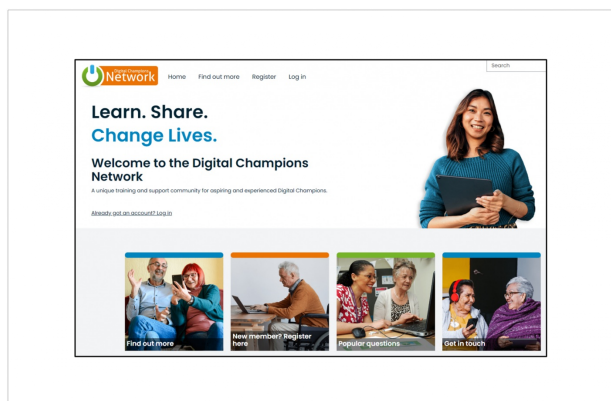 Digital Champions
Network
Home
Find out more
Register
Log in
Search
Learn. Share.
Change Lives.
Welcome to the Digital Champions
Network
A unique training and support community for aspiring and experienced Digital Champions.
Already got an account? Log in
Find out more
New member? Register
here
Popular questions
Get in touch